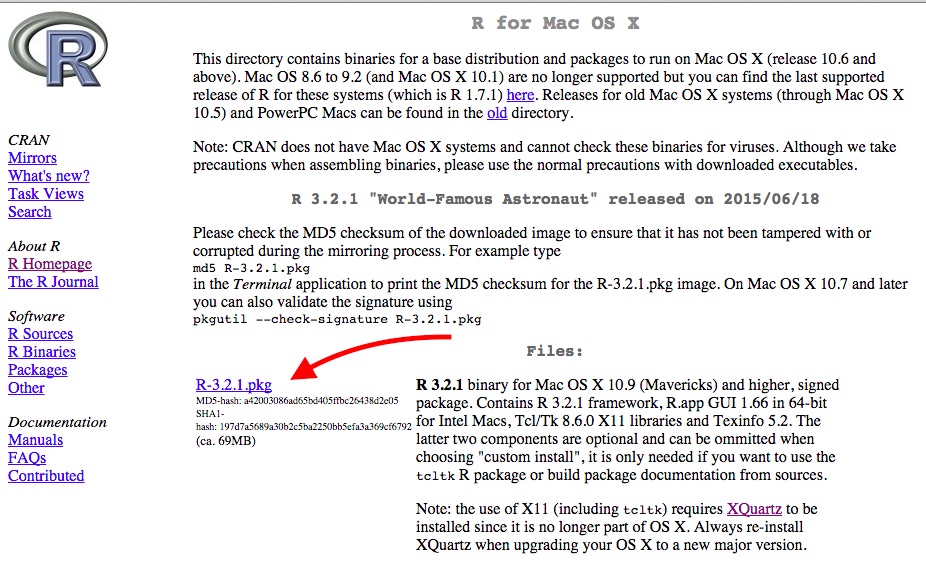 R
R for Mac OS X
This directory contains binaries for a base distribution and packages to run on Mac OS X (release 10.6 and
above). Mac OS 8.6 to 9.2 (and Mac OS X 10.1) are no longer supported but you can find the last supported
release of R for these systems (which is R 1.7.1) here. Releases for old Mac OS X systems (through Mac OS X
10.5) and PowerPC Macs can be found in the old directory.
Note: CRAN does not have Mac OS X systems and cannot check these binaries for viruses. Although we take
precautions when assembling binaries, please use the normal precautions with downloaded executables.
R 3.2.1 "World-Famous Astronaut" released on 2015/06/18
Please check the MD5 checksum of the downloaded image to ensure that it has not been tampered with or
corrupted during the mirroring process. For example type
md5 R-3.2.1.pkg
in the Terminal application to print the MD5 checksum for the R-3.2.1.pkg image. On Mac OS X 10.7 and later
you can also validate the signature using
pkgutil --check-signature R-3.2.1.pkg
Files:
R-3.2.1.pkg
MD5-hash: a42003086ad65bd405ffbc26438d2e05
SHA1-
hash: 197d7a5689a30b2c5ba2250bb5efa3a369cf6792
(ca. 69MB)
R 3.2.1 binary for Mac OS X 10.9 (Mavericks) and higher, signed
package. Contains R 3.2.1 framework, R.app GUI 1.66 in 64-bit
for Intel Macs, Tcl/Tk 8.6.0 X11 libraries and Texinfo 5.2. The
latter two components are optional and can be ommitted when
choosing "custom install", it is only needed if you want to use the
tcltk R package or build package documentation from sources.
Note: the use of X11 (including tcltk) requires XQuartz to be
installed since it is no longer part of OS X. Always re-install
XQuartz when upgrading your OS X to a new major version.
CRAN
Mirrors
What's new?
Task Views
Search
About R
R Homepage
The R Journal
Software
R Sources
R Binaries
Packages
Other
Documentation
Manuals
FAQs
Contributed